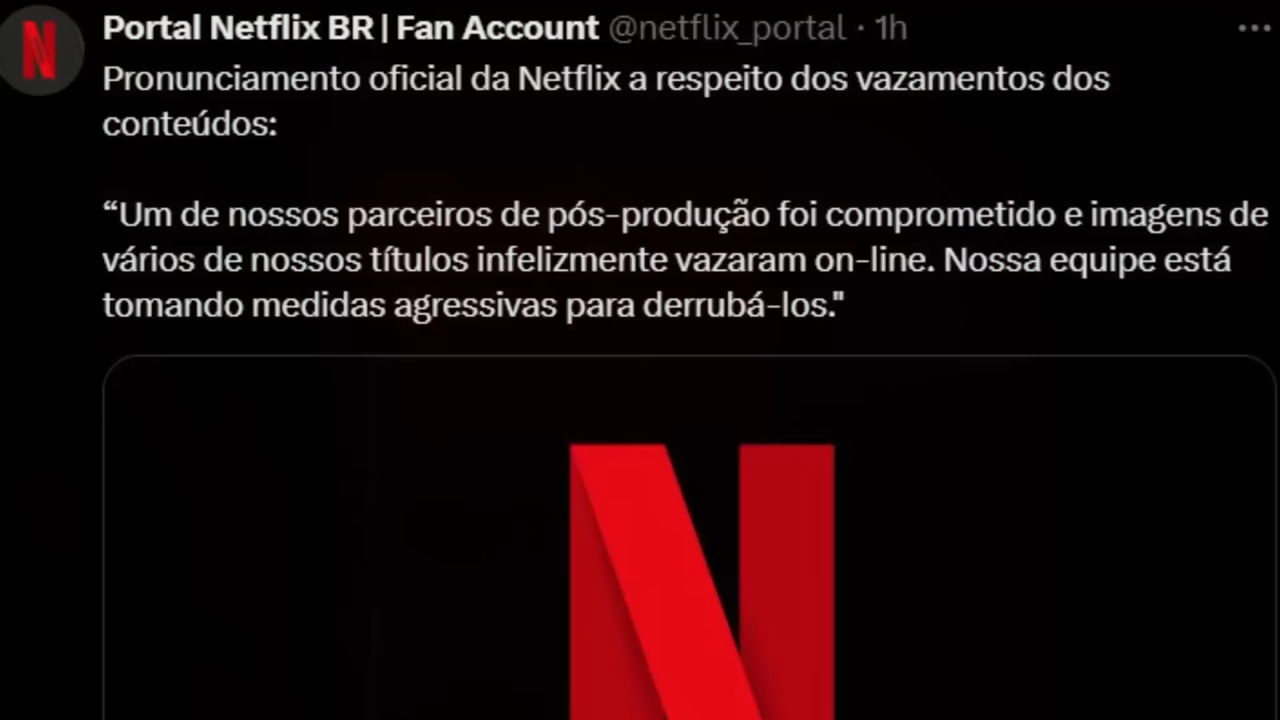 Portal Netflix BR | Fan Account @netflix_portal · 1h
Pronunciamento oficial da Netflix a respeito dos vazamentos dos
conteúdos:
“Um de nossos parceiros de pós-produção foi comprometido e imagens de
vários de nossos títulos infelizmente vazaram on-line. Nossa equipe está
tomando medidas agressivas para derrubá-los."